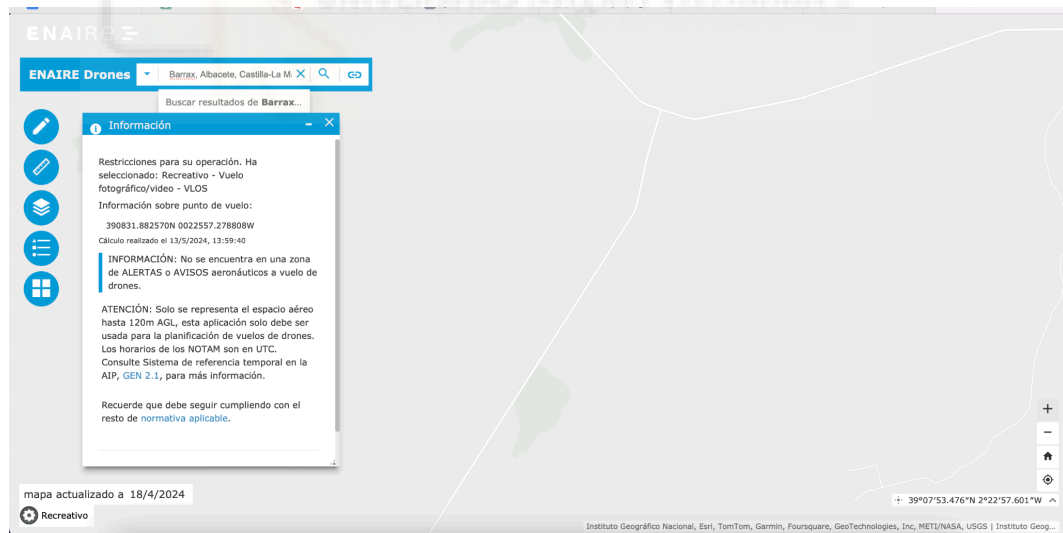 ENAIRE
ENAIRE Drones
Barrax, Albacete, Castilla-La M
Buscar resultados de Barrax...
Información
Restricciones para su operación. Ha
seleccionado: Recreativo - Vuelo
fotográfico/video - VLOS
Información sobre punto de vuelo:
390831.882570N 0022557.278808W
Cálculo realizado el 13/5/2024, 13:59:40
INFORMACIÓN: No se encuentra en una zona
de ALERTAS o AVISOS aeronáuticos a vuelo de
drones.
ATENCIÓN: Solo se representa el espacio aéreo
hasta 120m AGL, esta aplicación solo debe ser
usada para la planificación de vuelos de drones.
Los horarios de los NOTAM son en UTC.
Consulte Sistema de referencia temporal en la
AIP, GEN 2.1, para más información.
Recuerde que debe seguir cumpliendo con el
resto de normativa aplicable.
mapa actualizado a 18/4/2024
Recreativo
39°07'53.476"N 2°22'57.601"W
Instituto Geográfico Nacional, Esri, TomTom, Garmin, Foursquare, GeoTechnologies, Inc, METI/NASA, USGS | Instituto Geog...